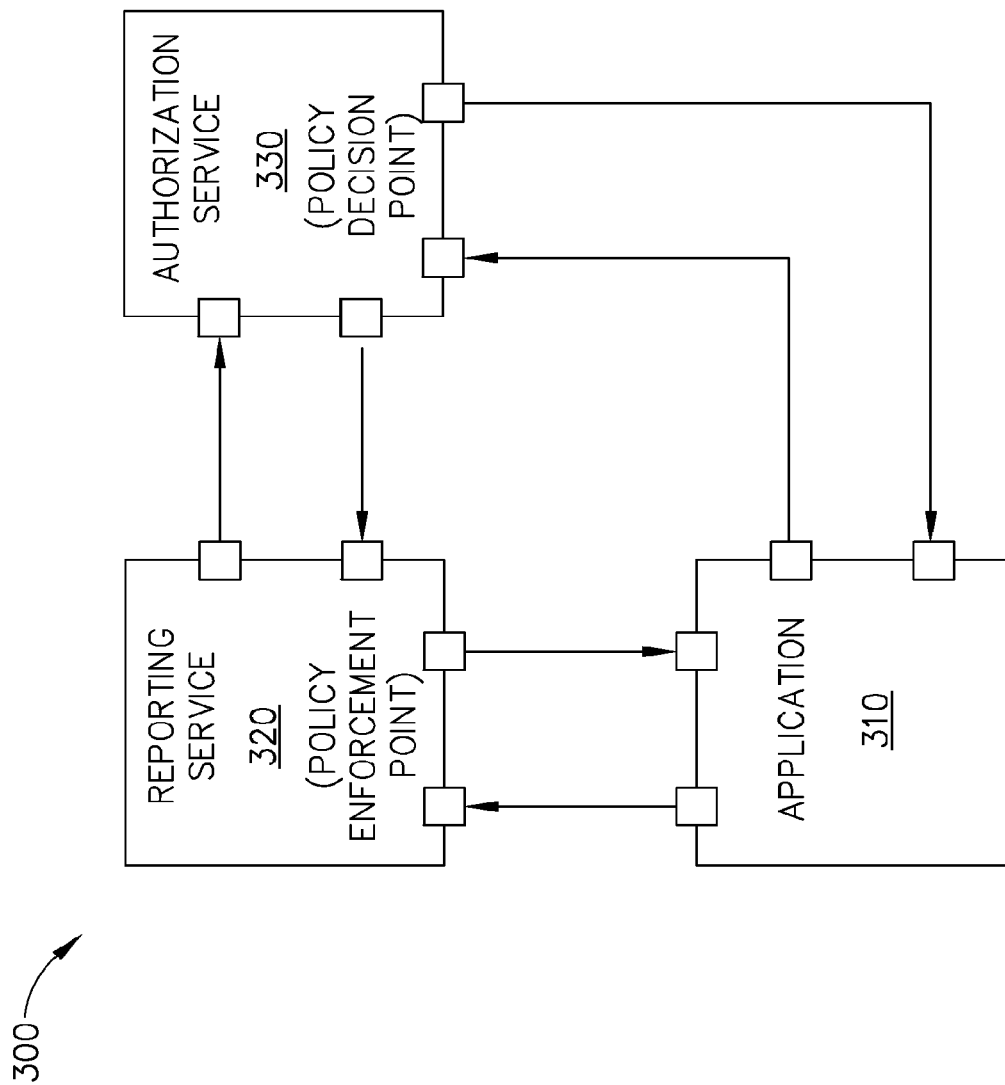 300
REPORTING
SERVICE
320
(POLICY
ENFORCEMENT
POINT)
AUTHORIZATION
SERVICE
330
(POLICY
DECISION
POINT)
APPLICATION
310